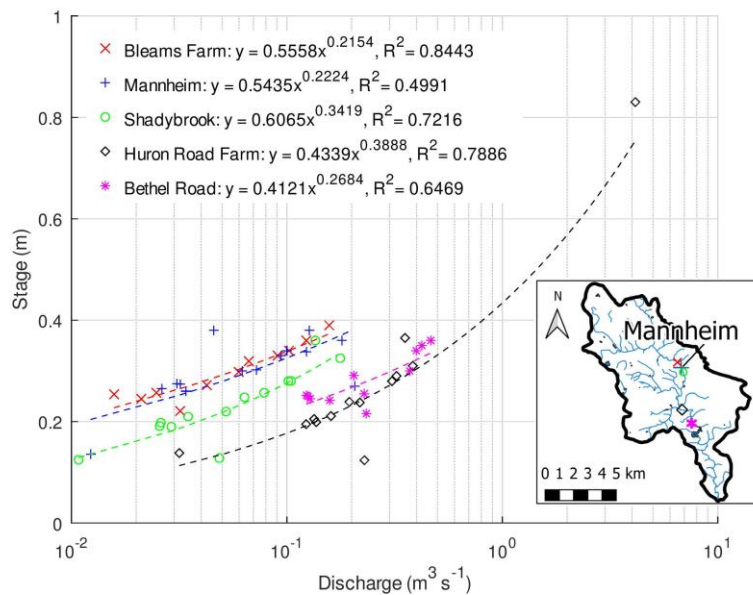 1
0.8
0.6
0.4
0.2
0
Stage (m)
Bleams Farm: y = 0.5558x^0.2154, R^2 = 0.8443
Mannheim: y = 0.5435x^0.2224, R^2 = 0.4991
Shadybrook: y = 0.6065x^0.3419, R^2 = 0.7216
Huron Road Farm: y = 0.4339x^0.3888, R^2 = 0.7886
Bethel Road: y = 0.4121x^0.2684, R^2 = 0.6469
N
Mannheim
0 1 2 3 4 5 km
10^-2 10^-1 10^0 10^1
Discharge (m^3 s^-1)